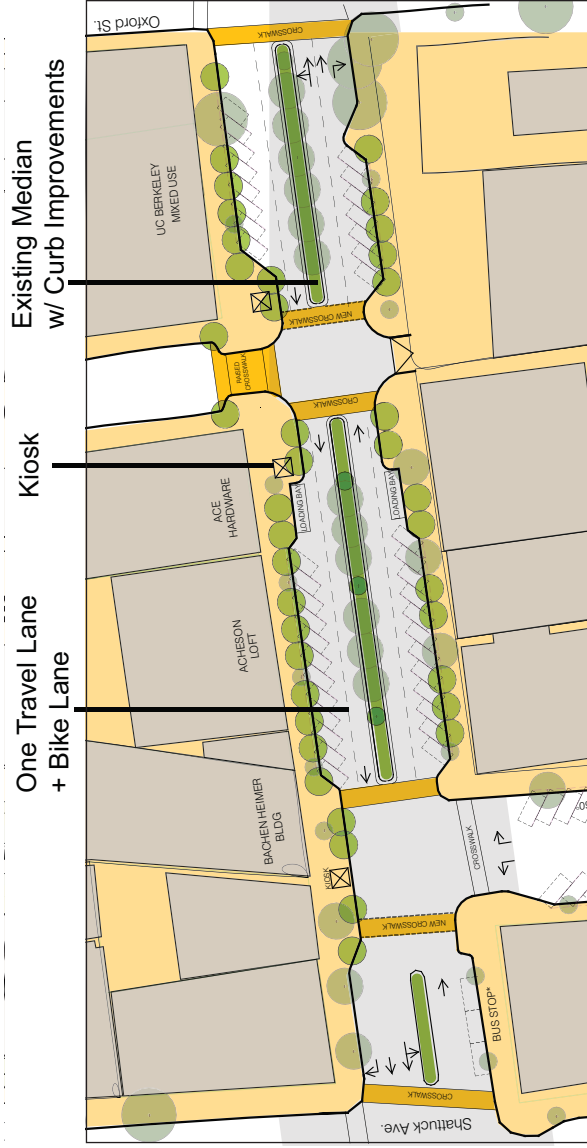 Oxford St.
CROSSWALK
Existing Median
w/ Curb Improvements
UC BERKELEY
MIXED USE
NEW CROSSWALK
RAISED
CROSSWALK
CROSSWALK
Kiosk
ACE
HARDWARE
LOADING BAY
LOADING BAY
One Travel Lane
+ Bike Lane
ACHESON
LOFT
BACHEN HEIMER
BLDG
CROSSWALK
KIOSK
NEW CROSSWALK
BUS STOP*
CROSSWALK
Shattuck Ave.